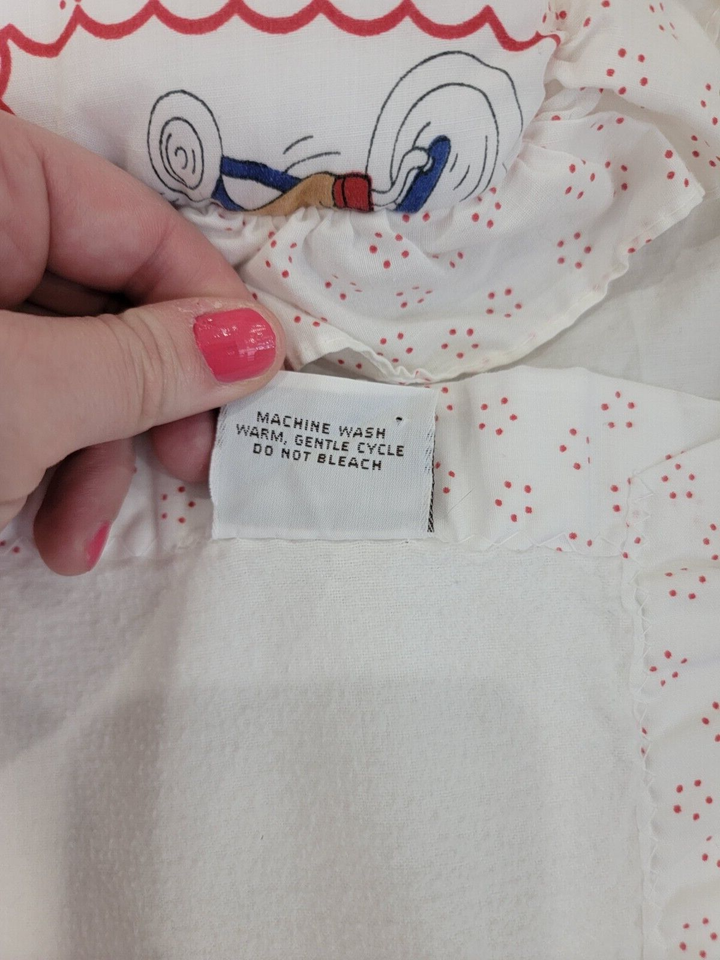 MACHINE WASH
WARM, GENTLE CYCLE
DO NOT BLEACH